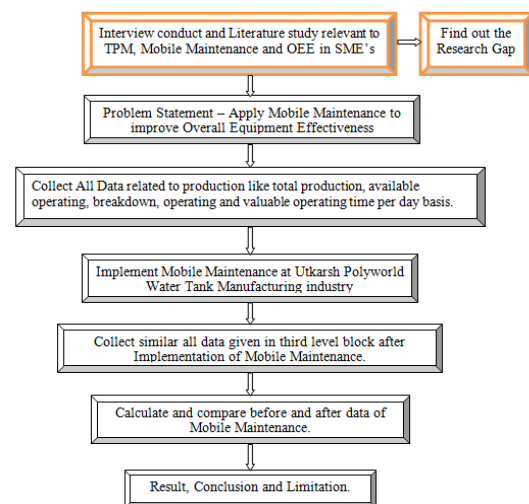 Interview conduct and Literature study relevant to
TPM, Mobile Maintenance and OEE in SME's
Find out the
Research Gap
Problem Statement – Apply Mobile Maintenance to
improve Overall Equipment Effectiveness
Collect All Data related to production like total production, available
operating, breakdown, operating and valuable operating time per day basis.
Implement Mobile Maintenance at Utkarsh Polyworld
Water Tank Manufacturing industry
Collect similar all data given in third level block after
Implementation of Mobile Maintenance.
Calculate and compare before and after data of
Mobile Maintenance.
Result, Conclusion and Limitation.